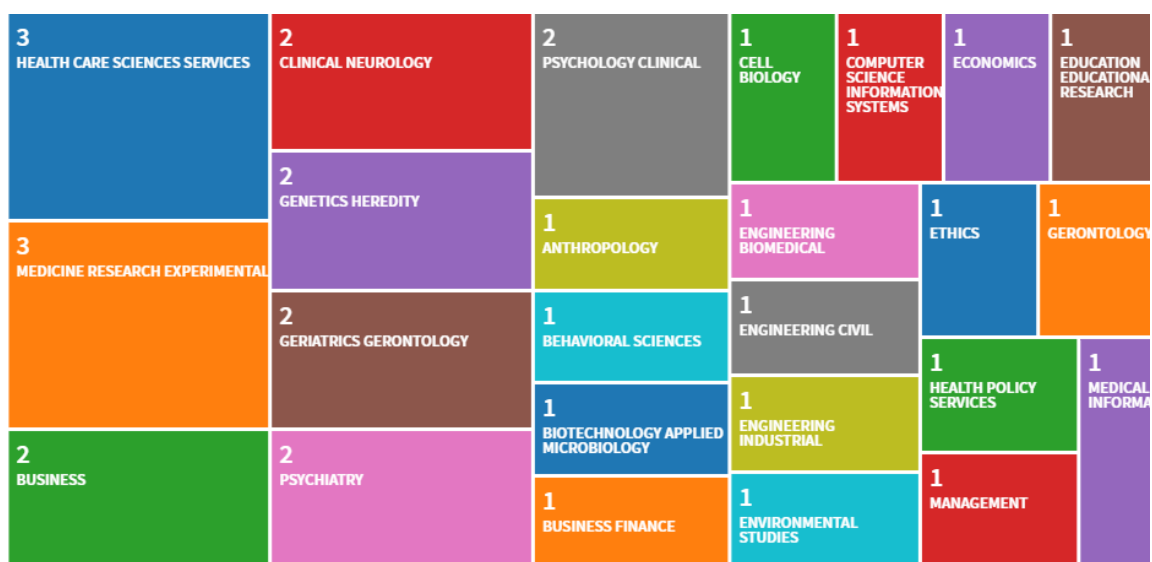 3
HEALTH CARE SCIENCES SERVICES
3
MEDICINE RESEARCH EXPERIMENTAL
2
BUSINESS
2
CLINICAL NEUROLOGY
2
GENETICS HEREDITY
2
GERIATRICS GERONTOLOGY
2
PSYCHIATRY
2
PSYCHOLOGY CLINICAL
1
ANTHROPOLOGY
1
BEHAVIORAL SCIENCES
1
BIOTECHNOLOGY APPLIED
MICROBIOLOGY
1
BUSINESS FINANCE
1
CELL
BIOLOGY
1
COMPUTER
SCIENCE
INFORMATION
SYSTEMS
1
ECONOMICS
1
EDUCATION
EDUCATIONA
RESEARCH
1
ENGINEERING
BIOMEDICAL
1
ENGINEERING CIVIL
1
ENGINEERING
INDUSTRIAL
1
ENVIRONMENTAL
STUDIES
1
ETHICS
1
GERONTOLOGY
1
HEALTH POLICY
SERVICES
1
MANAGEMENT
1
MEDICAL
INFORMA